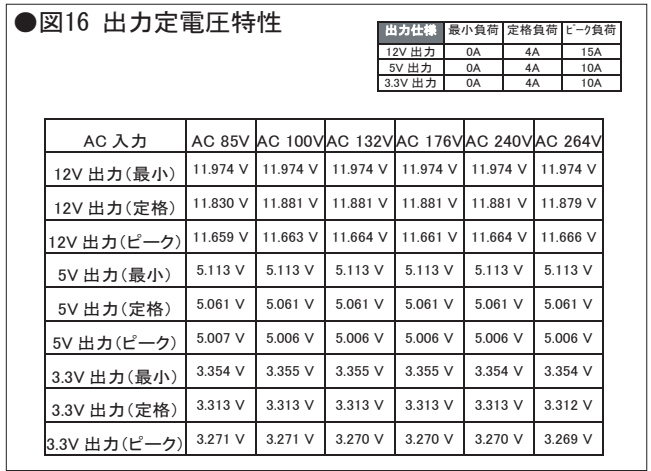 ●図16 出力定電圧特性
出力仕様 最小負荷 定格負荷 ピーク負荷
12V 出力 0A 4A 15A
5V 出力 0A 4A 10A
3.3V 出力 0A 4A 10A
AC 入力 AC 85V AC 100V AC 132V AC 176V AC 240V AC 264V
12V 出力(最小) 11.974 V 11.974 V 11.974 V 11.974 V 11.974 V 11.974 V
12V 出力(定格) 11.830 V 11.881 V 11.881 V 11.881 V 11.881 V 11.879 V
12V 出力(ピーク) 11.659 V 11.663 V 11.664 V 11.661 V 11.664 V 11.666 V
5V 出力(最小) 5.113 V 5.113 V 5.113 V 5.113 V 5.113 V 5.113 V
5V 出力(定格) 5.061 V 5.061 V 5.061 V 5.061 V 5.061 V 5.061 V
5V 出力(ピーク) 5.007 V 5.006 V 5.006 V 5.006 V 5.006 V 5.006 V
3.3V 出力(最小) 3.354 V 3.355 V 3.355 V 3.355 V 3.354 V 3.354 V
3.3V 出力(定格) 3.313 V 3.313 V 3.313 V 3.313 V 3.313 V 3.312 V
3.3V 出力(ピーク) 3.271 V 3.271 V 3.270 V 3.270 V 3.270 V 3.269 V